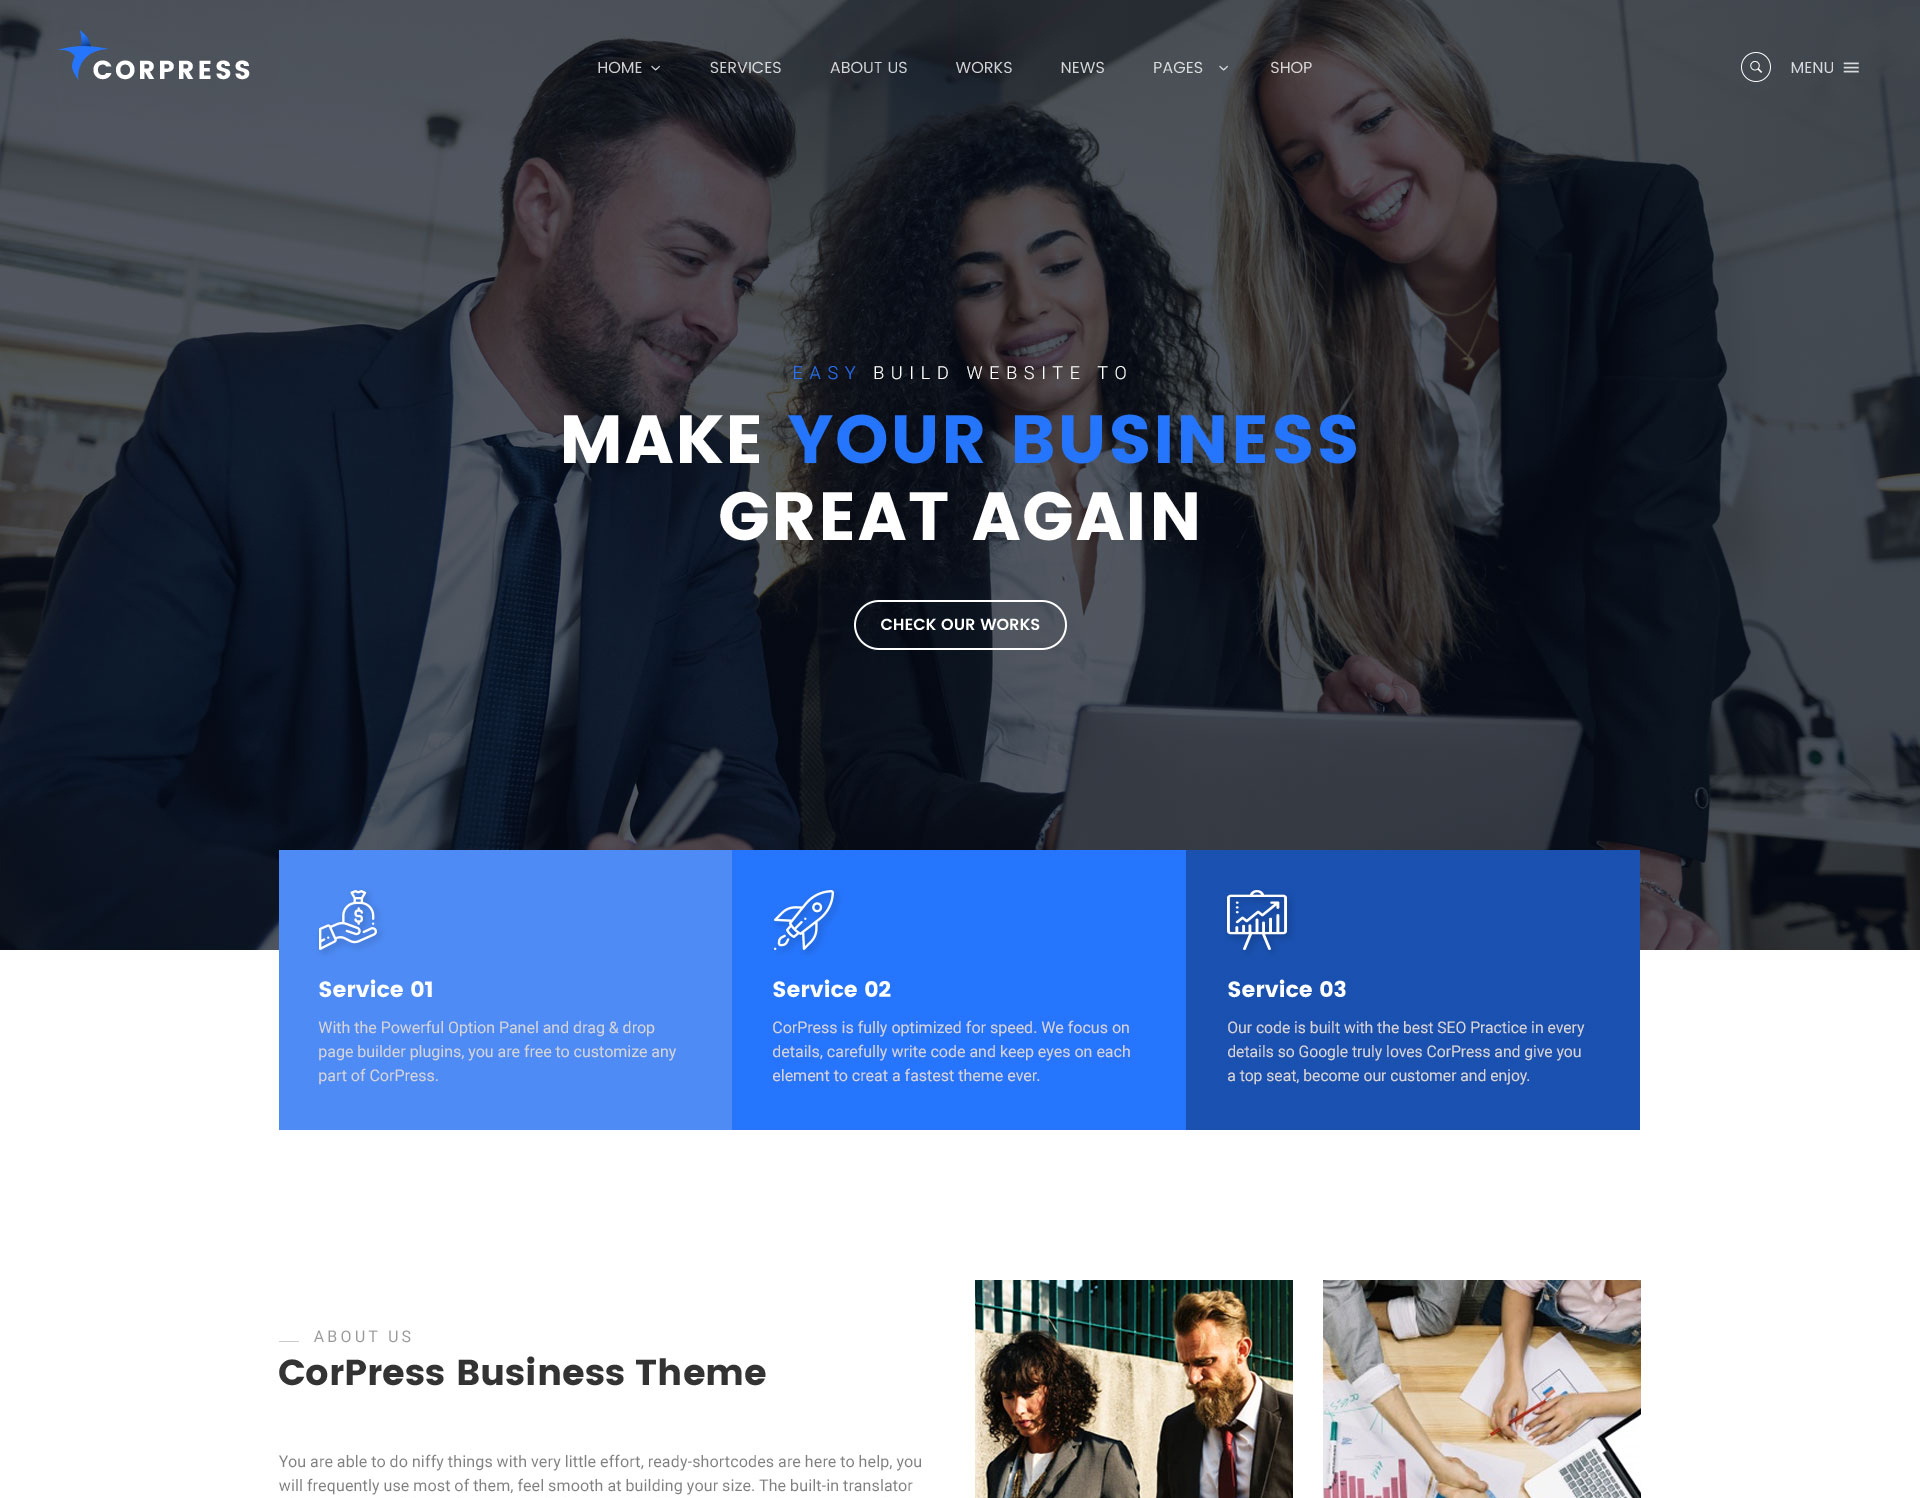 CORPRESS
HOME SERVICES ABOUT US WORKS NEWS PAGES SHOP
MENU
EASY BUILD WEBSITE TO
MAKE YOUR BUSINESS
GREAT AGAIN
CHECK OUR WORKS
Service 01
With the Powerful Option Panel and drag & drop
page builder plugins, you are free to customize any
part of CorPress.
Service 02
CorPress is fully optimized for speed. We focus on
details, carefully write code and keep eyes on each
element to creat a fastest theme ever.
Service 03
Our code is built with the best SEO Practice in every
details so Google truly loves CorPress and give you
a top seat, become our customer and enjoy.
ABOUT US
CorPress Business Theme
You are able to do niffy things with very little effort, ready-shortcodes are here to help, you
will frequently use most of them, feel smooth at building your size. The built-in translator